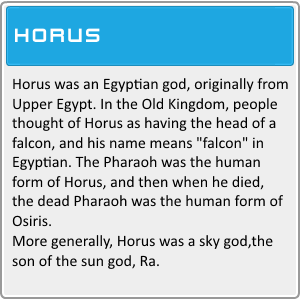 HORUS
Horus was an Egyptian god, originally from
Upper Egypt. In the Old Kingdom, people
thought of Horus as having the head of a
falcon, and his name means "falcon" in
Egyptian. The Pharaoh was the human
form of Horus, and then when he died,
the dead Pharaoh was the human form of
Osiris.
More generally, Horus was a sky god,the
son of the sun god, Ra.